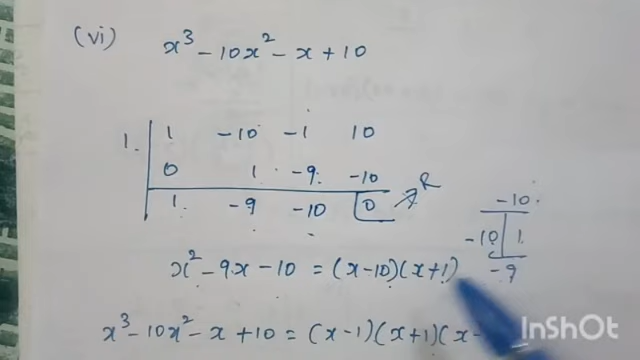 (vi) x³ - 10x² - x + 10
1. | 1 -10 -1 10
0 1 -9 -10
1 -9 -10 0 R
-10
-10 | 1
-9
x² - 9x - 10 = (x-10)(x+1)
x³ - 10x² - x + 10 = (x-1)(x+1)(x-
InShOt